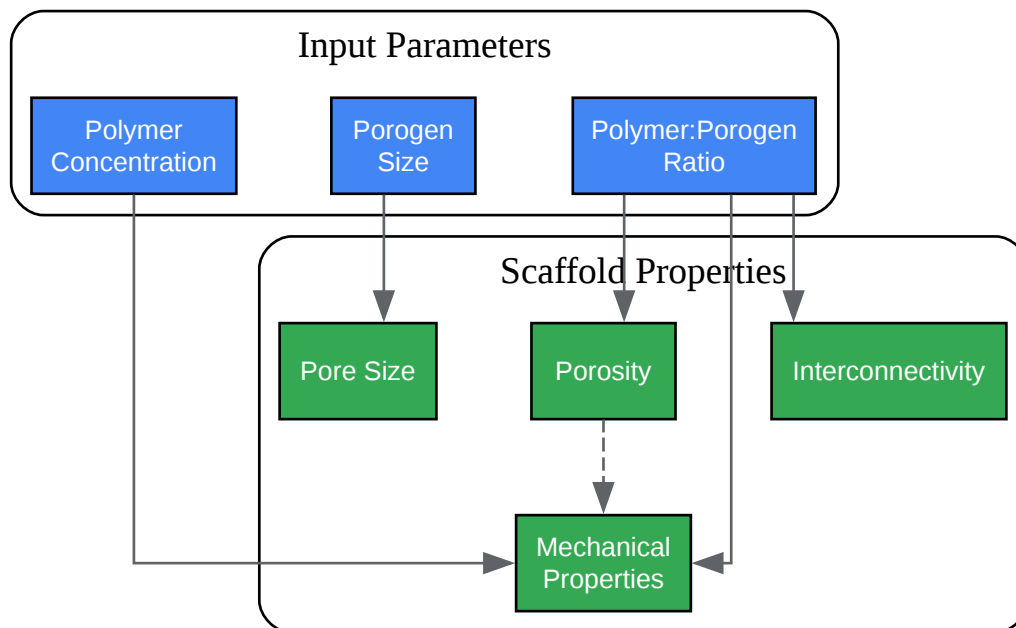 Input Parameters
Polymer
Concentration
Porogen
Size
Polymer:Porogen
Ratio
Scaffold Properties
Pore Size
Porosity
Interconnectivity
Mechanical
Properties